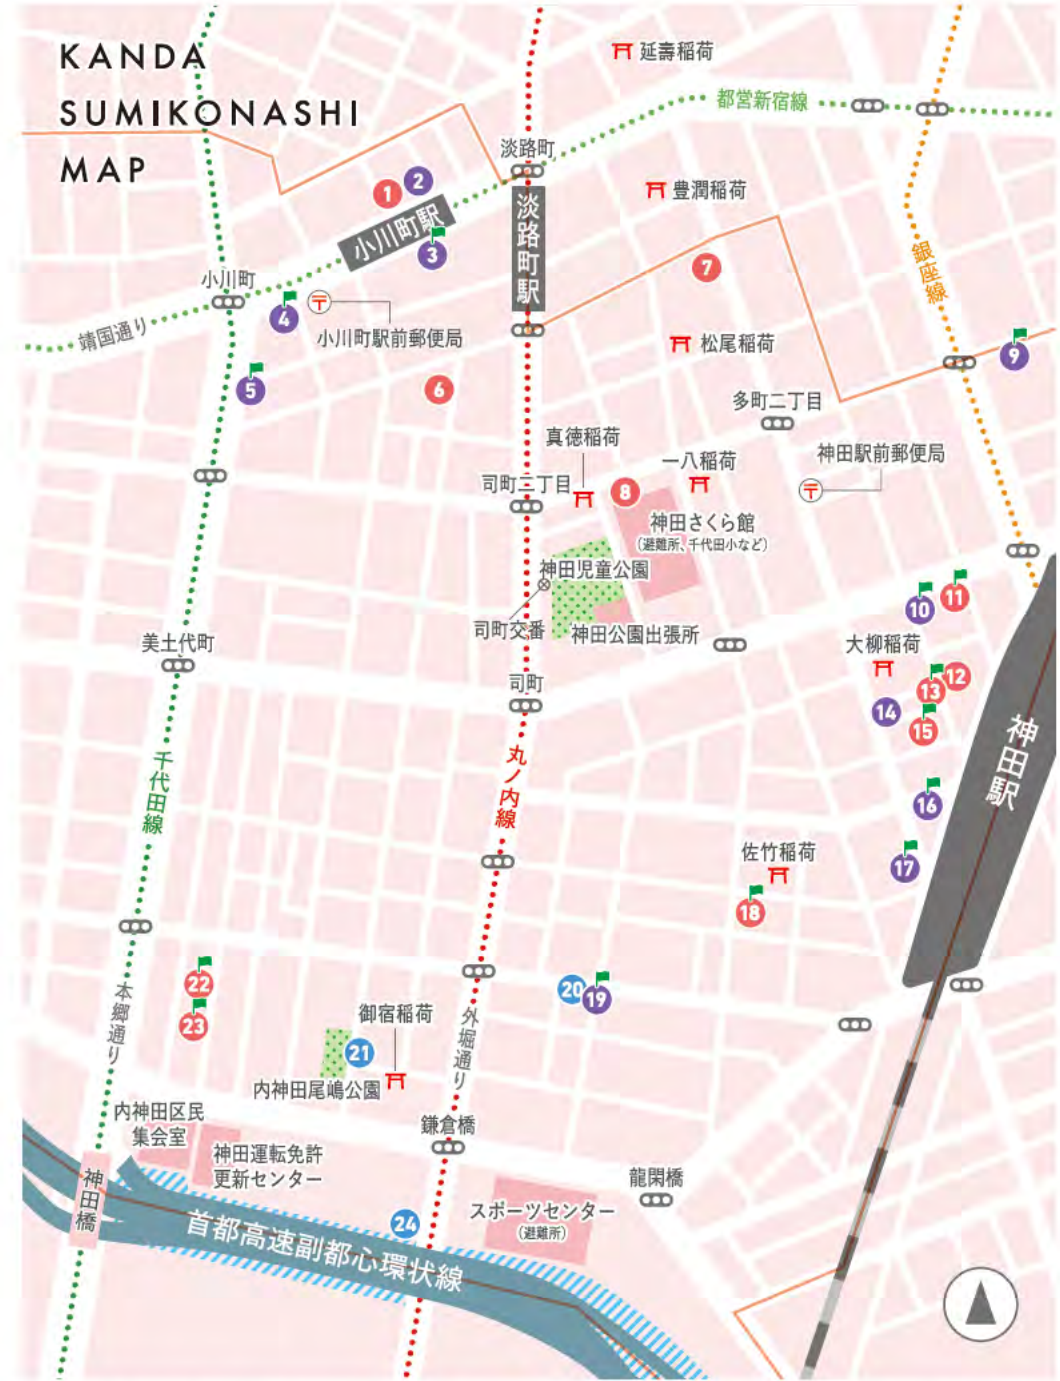 KANDA
SUMIKONASHI
MAP
延壽稲荷
都営新宿線
淡路町
1
2
小川町駅
3
淡路町駅
豊潤稲荷
7
銀座線
小川町
4
小川町駅前郵便局
靖国通り
松尾稲荷
9
5
6
多町二丁目
真徳稲荷
一八稲荷
神田駅前郵便局
司町二丁目
8
神田さくら館
(避難所、千代田小など)
神田児童公園
司町交番
神田公園出張所
10
11
大柳稲荷
美土代町
司町
12
13
14
15
神田駅
千代田線
丸ノ内線
16
佐竹稲荷
17
18
22
23
本郷通り
20
19
御宿稲荷
21
内神田尾嶋公園
外堀通り
内神田区民
集会室
神田運転免許
更新センター
鎌倉橋
神田橋
龍閑橋
スポーツセンター
(避難所)
24
首都高速副都心環状線